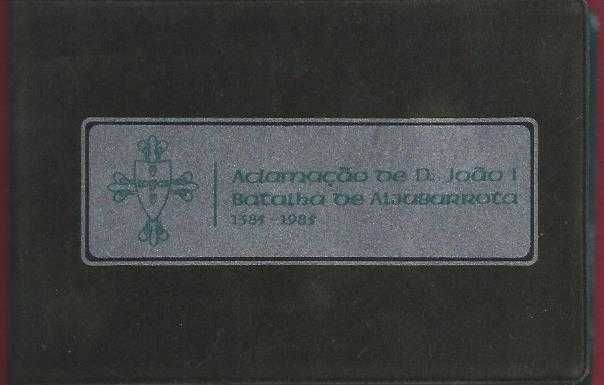 Aclamação de D. João I
Batalha de Aljubarrota
1385-1985